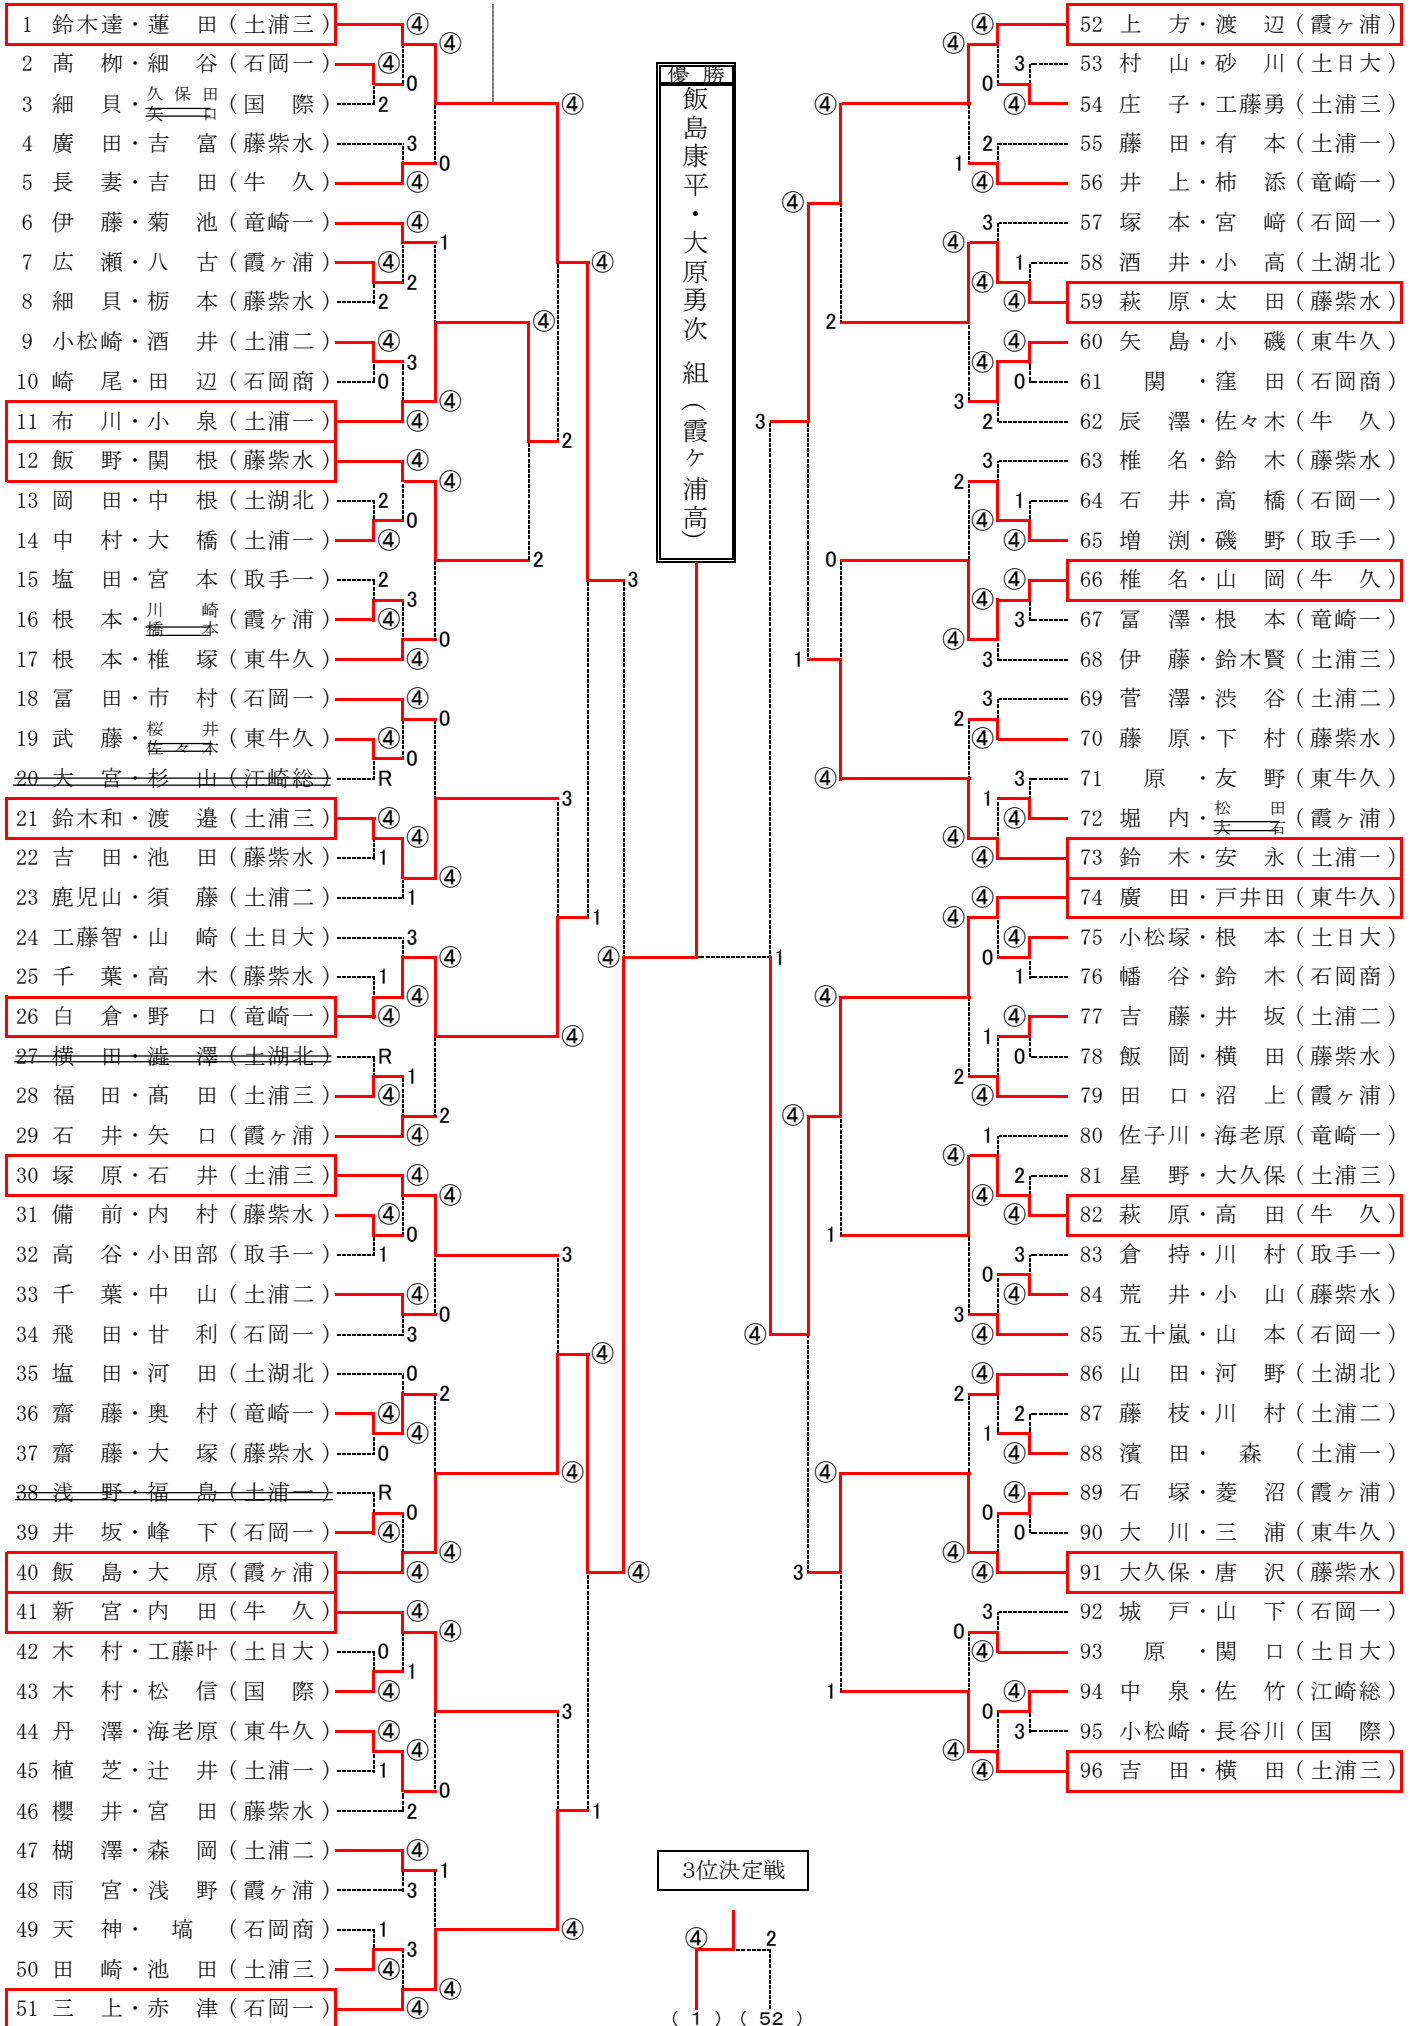 1 鈴木達・蓮 田 (土浦三)
2 髙 栁・細 谷 (石岡一)
3 細 貝・久保田 矢 口 (国 際)
4 廣 田・吉 富 (藤紫水)
5 長 妻・吉 田 (牛 久)
6 伊 藤・菊 池 (竜崎一)
7 広 瀬・八 古 (霞ヶ浦)
8 細 貝・栃 本 (藤紫水)
9 小松崎・酒 井 (土浦二)
10 崎 尾・田 辺 (石岡商)
11 布 川・小 泉 (土浦一)
12 飯 野・関 根 (藤紫水)
13 岡 田・中 根 (土湖北)
14 中 村・大 橋 (土浦一)
15 塩 田・宮 本 (取手一)
16 根 本・川 崎 橋 本 (霞ヶ浦)
17 根 本・椎 塚 (東牛久)
18 冨 田・市 村 (石岡一)
19 武 藤・桜 井 佐々木 (東牛久)
20 大 宮・杉 山 (江崎総)
21 鈴木和・渡 邉 (土浦三)
22 吉 田・池 田 (藤紫水)
23 鹿児山・須 藤 (土浦二)
24 工藤智・山 崎 (土日大)
25 千 葉・高 木 (藤紫水)
26 白 倉・野 口 (竜崎一)
27 横 田・澁 澤 (土湖北)
28 福 田・髙 田 (土浦三)
29 石 井・矢 口 (霞ヶ浦)
30 塚 原・石 井 (土浦三)
31 備 前・内 村 (藤紫水)
32 高 谷・小田部 (取手一)
33 千 葉・中 山 (土浦二)
34 飛 田・甘 利 (石岡一)
35 塩 田・河 田 (土湖北)
36 齋 藤・奥 村 (竜崎一)
37 齋 藤・大 塚 (藤紫水)
38 浅 野・福 島 (土浦一)
39 井 坂・峰 下 (石岡一)
40 飯 島・大 原 (霞ヶ浦)
41 新 宮・内 田 (牛 久)
42 木 村・工藤叶 (土日大)
43 木 村・松 信 (国 際)
44 丹 澤・海老原 (東牛久)
45 植 芝・辻 井 (土浦一)
46 櫻 井・宮 田 (藤紫水)
47 楜 澤・森 岡 (土浦二)
48 雨 宮・浅 野 (霞ヶ浦)
49 天 神・ 塙 (石岡商)
50 田 崎・池 田 (土浦三)
51 三 上・赤 津 (石岡一)
優 勝
飯島康平・大原勇次 組 (霞ヶ浦高)
52 上 方・渡 辺 (霞ヶ浦)
53 村 山・砂 川 (土日大)
54 庄 子・工藤勇 (土浦三)
55 藤 田・有 本 (土浦一)
56 井 上・柿 添 (竜崎一)
57 塚 本・宮 﨑 (石岡一)
58 酒 井・小 高 (土湖北)
59 萩 原・太 田 (藤紫水)
60 矢 島・小 磯 (東牛久)
61 関 ・窪 田 (石岡商)
62 辰 澤・佐々木 (牛 久)
63 椎 名・鈴 木 (藤紫水)
64 石 井・高 橋 (石岡一)
65 増 渕・磯 野 (取手一)
66 椎 名・山 岡 (牛 久)
67 冨 澤・根 本 (竜崎一)
68 伊 藤・鈴木賢 (土浦三)
69 菅 澤・渋 谷 (土浦二)
70 藤 原・下 村 (藤紫水)
71 原 ・友 野 (東牛久)
72 堀 内・松 田 大 石 (霞ヶ浦)
73 鈴 木・安 永 (土浦一)
74 廣 田・戸井田 (東牛久)
75 小松塚・根 本 (土日大)
76 幡 谷・鈴 木 (石岡商)
77 吉 藤・井 坂 (土浦二)
78 飯 岡・横 田 (藤紫水)
79 田 口・沼 上 (霞ヶ浦)
80 佐子川・海老原 (竜崎一)
81 星 野・大久保 (土浦三)
82 萩 原・高 田 (牛 久)
83 倉 持・川 村 (取手一)
84 荒 井・小 山 (藤紫水)
85 五十嵐・山 本 (石岡一)
86 山 田・河 野 (土湖北)
87 藤 枝・川 村 (土浦二)
88 濱 田・ 森 (土浦一)
89 石 塚・菱 沼 (霞ヶ浦)
90 大 川・三 浦 (東牛久)
91 大久保・唐 沢 (藤紫水)
92 城 戸・山 下 (石岡一)
93 原 ・関 口 (土日大)
94 中 泉・佐 竹 (江崎総)
95 小松崎・長谷川 (国 際)
96 吉 田・横 田 (土浦三)
3位決定戦
④ 2
( 1 ) ( 52 )